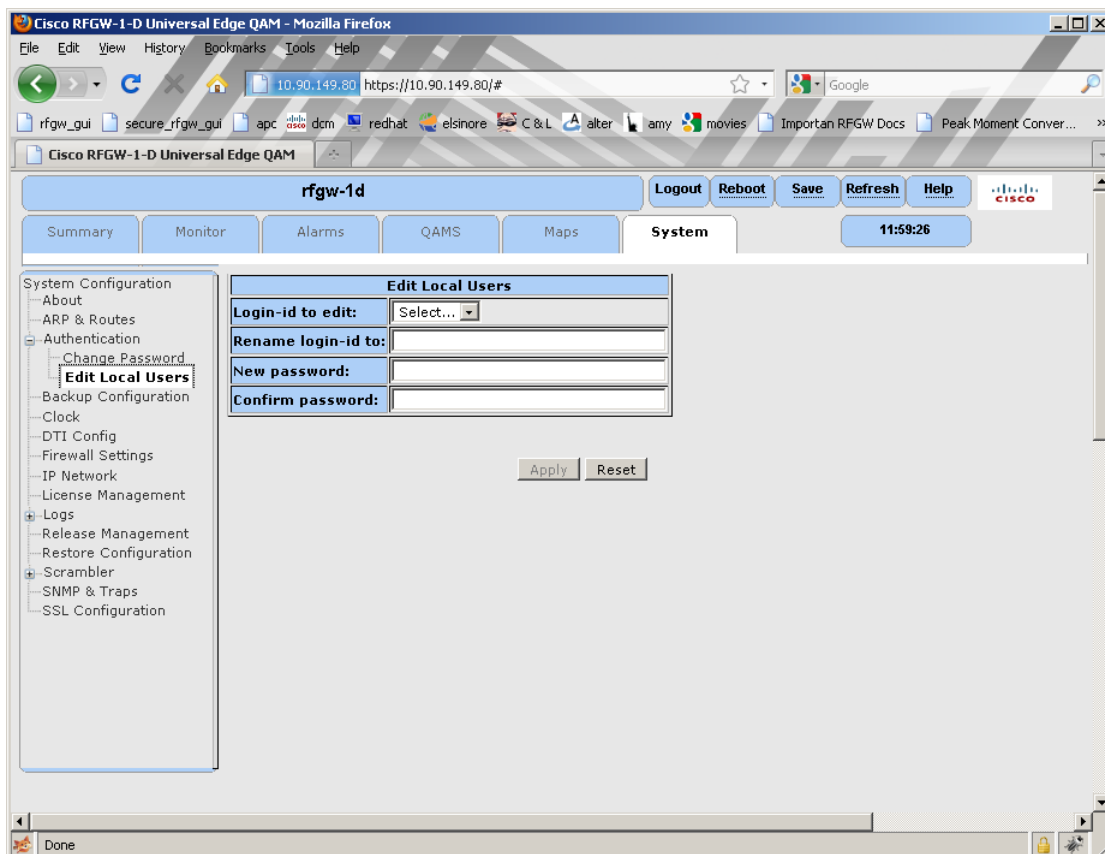 Cisco RFGW-1-D Universal Edge QAM - Mozilla Firefox
File Edit View History Bookmarks Tools Help
10.90.149.80 https://10.90.149.80/#
Google
rfgw_gui secure_rfgw_gui apc dcm redhat elsinore C & L alter amy movies Importan RFGW Docs Peak Moment Conver...
Cisco RFGW-1-D Universal Edge QAM
rfgw-1d
Logout Reboot Save Refresh Help
cisco
Summary Monitor Alarms QAMS Maps System
11:59:26
System Configuration
About
ARP & Routes
Authentication
Change Password
Edit Local Users
Backup Configuration
Clock
DTI Config
Firewall Settings
IP Network
License Management
Logs
Release Management
Restore Configuration
Scrambler
SNMP & Traps
SSL Configuration
Edit Local Users
Login-id to edit: Select...
Rename login-id to:
New password:
Confirm password:
Apply Reset
Done